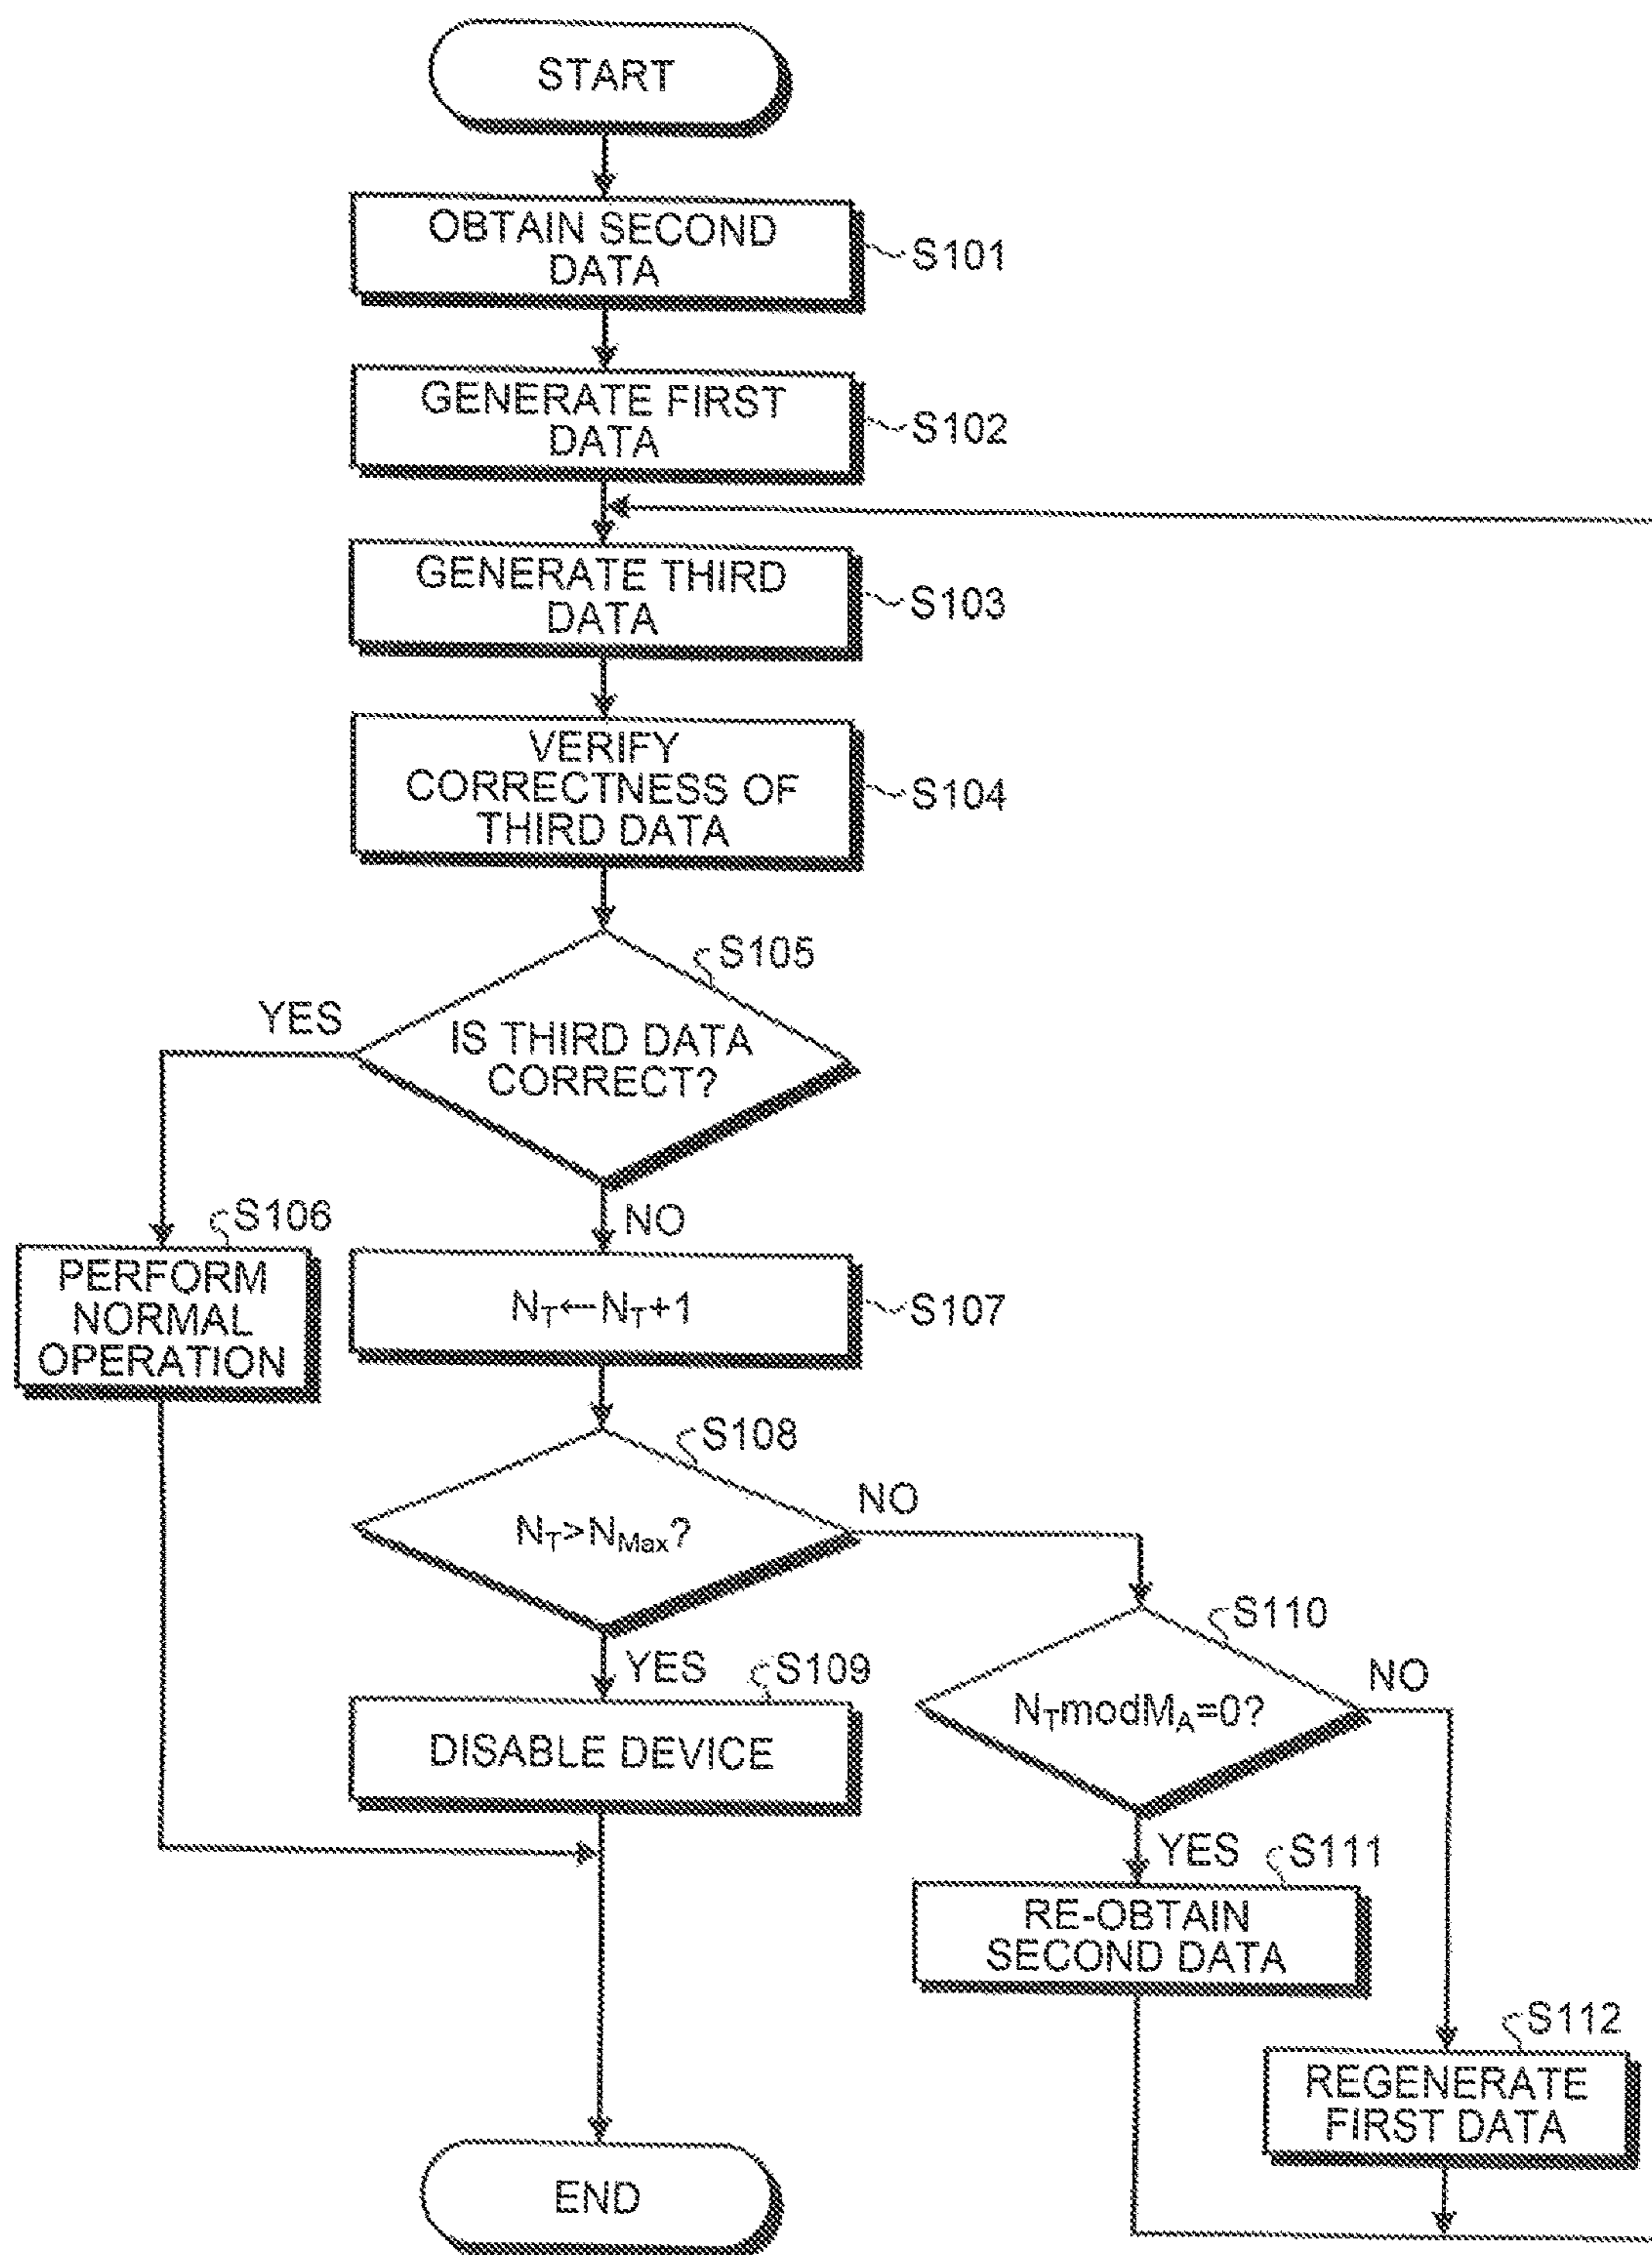 START
OBTAIN SECOND
DATA
S101
GENERATE FIRST
DATA
S102
GENERATE THIRD
DATA
S103
VERIFY
CORRECTNESS OF
THIRD DATA
S104
S105
YES
IS THIRD DATA
CORRECT?
NO
S106
PERFORM
NORMAL
OPERATION
N_T←N_T+1
S107
S108
N_T>N_Max?
NO
YES
S109
DISABLE DEVICE
S110
N_TmodM_A=0?
NO
YES
S111
RE-OBTAIN
SECOND DATA
S112
REGENERATE
FIRST DATA
END